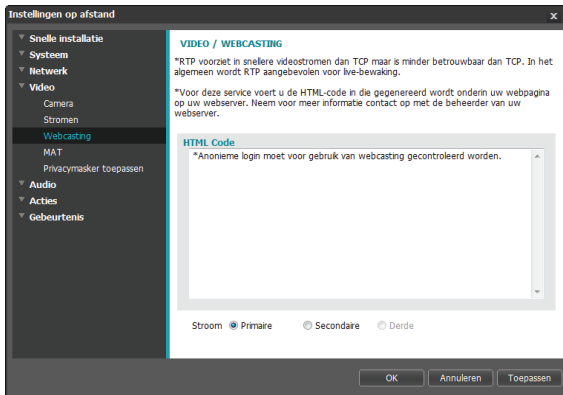 Instellingen op afstand x
Snelle installatie
Systeem
Netwerk
Video
Camera
Stromen
Webcasting
MAT
Privacymasker toepassen
Audio
Acties
Gebeurtenis
VIDEO / WEBCASTING
*RTP voorziet in snellere videostromen dan TCP maar is minder betrouwbaar dan TCP. In het
algemeen wordt RTP aangebevolen voor live-bewaking.
*Voor deze service voert u de HTML-code in die gegenereerd wordt onderin uw webpagina
op uw webserver. Neem voor meer informatie contact op met de beheerder van uw
webserver.
HTML Code
*Anonieme login moet voor gebruik van webcasting gecontroleerd worden.
Stroom Primaire Secondaire Derde
OK Annuleren Toepassen